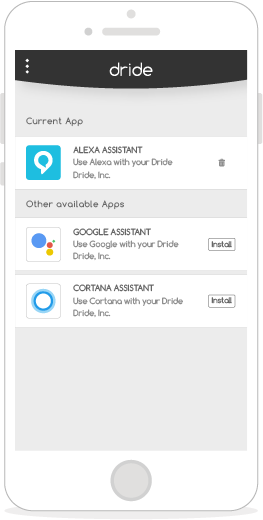 dride
Current App
ALEXA ASSISTANT
Use Alexa with your Dride
Dride, Inc.
Other available Apps
GOOGLE ASSISTANT
Use Google with your Dride
Dride, Inc.
Install
CORTANA ASSISTANT
Use Cortana with your Dride
Dride, Inc.
Install